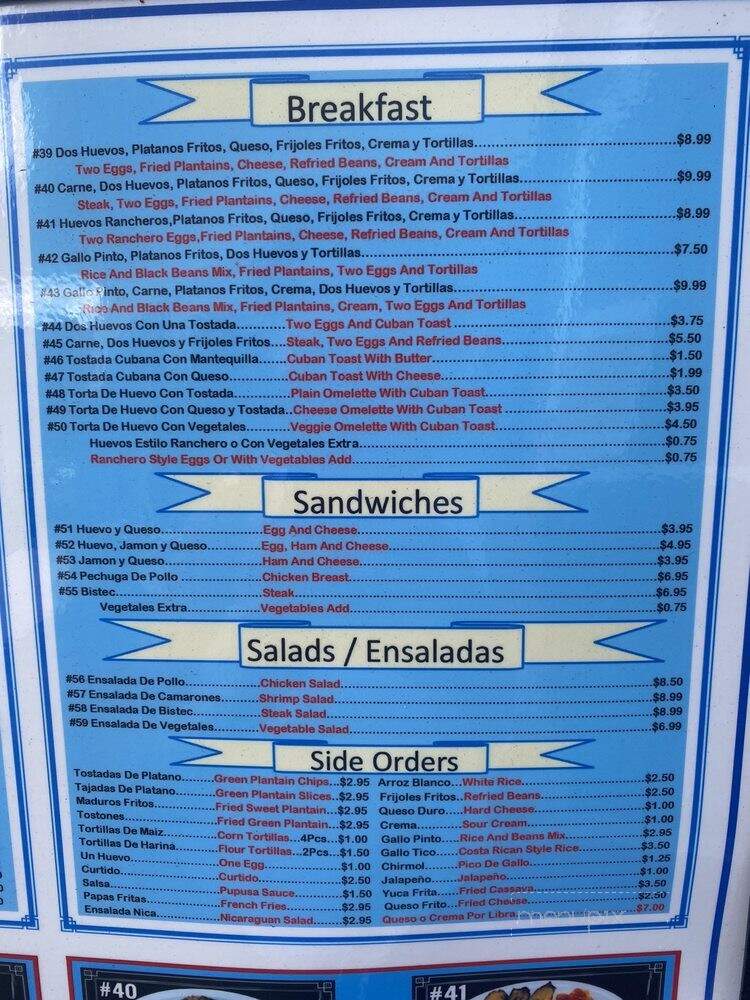 Breakfast
#39 Dos Huevos, Platanos Fritos, Queso, Frijoles Fritos, Crema y Tortillas..........$8.99
Two Eggs, Fried Plantains, Cheese, Refried Beans, Cream And Tortillas
#40 Carne, Dos Huevos, Platanos Fritos, Queso, Frijoles Fritos, Crema y Tortillas..........$9.99
Steak, Two Eggs, Fried Plantains, Cheese, Refried Beans, Cream And Tortillas
#41 Huevos Rancheros,Platanos Fritos, Queso, Frijoles Fritos, Crema y Tortillas..........$8.99
Two Ranchero Eggs,Fried Plantains, Cheese, Refried Beans, Cream And Tortillas
#42 Gallo Pinto, Platanos Fritos, Dos Huevos y Tortillas..........$7.50
Rice And Black Beans Mix, Fried Plantains, Two Eggs And Tortillas
#43 Gallo Pinto, Carne, Platanos Fritos, Crema, Dos Huevos y Tortillas..........$9.99
Rice And Black Beans Mix, Fried Plantains, Cream, Two Eggs And Tortillas
#44 Dos Huevos Con Una Tostada..........Two Eggs And Cuban Toast ..........$3.75
#45 Carne, Dos Huevos y Frijoles Fritos....Steak, Two Eggs And Refried Beans..........$5.50
#46 Tostada Cubana Con Mantequilla....Cuban Toast With Butter..........$1.50
#47 Tostada Cubana Con Queso..........Cuban Toast With Cheese..........$1.99
#48 Torta De Huevo Con Tostada..........Plain Omelette With Cuban Toast..........$3.50
#49 Torta De Huevo Con Queso y Tostada..Cheese Omelette With Cuban Toast ..........$3.95
#50 Torta De Huevo Con Vegetales..........Veggie Omelette With Cuban Toast..........$4.50
Huevos Estilo Ranchero o Con Vegetales Extra..........$0.75
Ranchero Style Eggs Or With Vegetables Add..........$0.75
Sandwiches
#51 Huevo y Queso..........Egg And Cheese..........$3.95
#52 Huevo, Jamon y Queso..........Egg, Ham And Cheese..........$4.95
#53 Jamon y Queso..........Ham And Cheese..........$3.95
#54 Pechuga De Pollo ..........Chicken Breast..........$6.95
#55 Bistec..........Steak..........$6.95
Vegetales Extra..........Vegetables Add..........$0.75
Salads / Ensaladas
#56 Ensalada De Pollo..........Chicken Salad..........$8.50
#57 Ensalada De Camarones.......Shrimp Salad..........$8.99
#58 Ensalada De Bistec..........Steak Salad..........$8.99
#59 Ensalada De Vegetales..........Vegetable Salad..........$6.99
Side Orders
Tostadas De Platano..........Green Plantain Chips...$2.95
Tajadas De Platano..........Green Plantain Slices..$2.95
Maduros Fritos..........Fried Sweet Plantain...$2.95
Tostones..........Fried Green Plantain...$2.95
Tortillas De Maiz..........Corn Tortillas...4Pcs...$1.00
Tortillas De Harina..........Flour Tortillas...2Pcs...$1.50
Un Huevo..........One Egg..........$1.00
Curtido..........Curtido..........$2.50
Salsa..........Pupusa Sauce..........$1.50
Papas Fritas..........French Fries..........$2.95
Ensalada Nica..........Nicaraguan Salad...$2.95
Arroz Blanco...White Rice..........$2.50
Frijoles Fritos..Refried Beans..........$2.50
Queso Duro....Hard Cheese..........$1.00
Crema..........Sour Cream..........$1.00
Gallo Pinto.....Rice And Beans Mix..........$2.95
Gallo Tico.....Costa Rican Style Rice..........$3.50
Chirmol..........Pico De Gallo..........$1.25
Jalapeño..........Jalapeño..........$1.00
Yuca Frita.....Fried Cassava..........$3.50
Queso Frito....Fried Cheese..........$2.50
Queso o Crema Por Libra..........$7.00
menupix
#40
#41